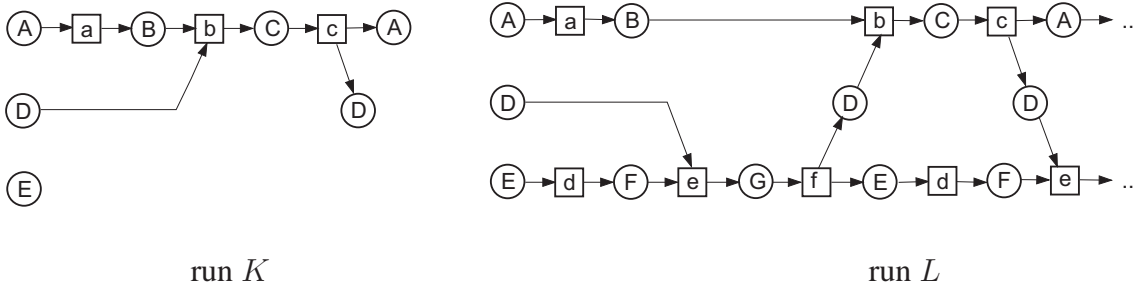 A a B b C c A A a B b C c A ..
D D D D D
E E d F e G f E d F e ..
run K run L